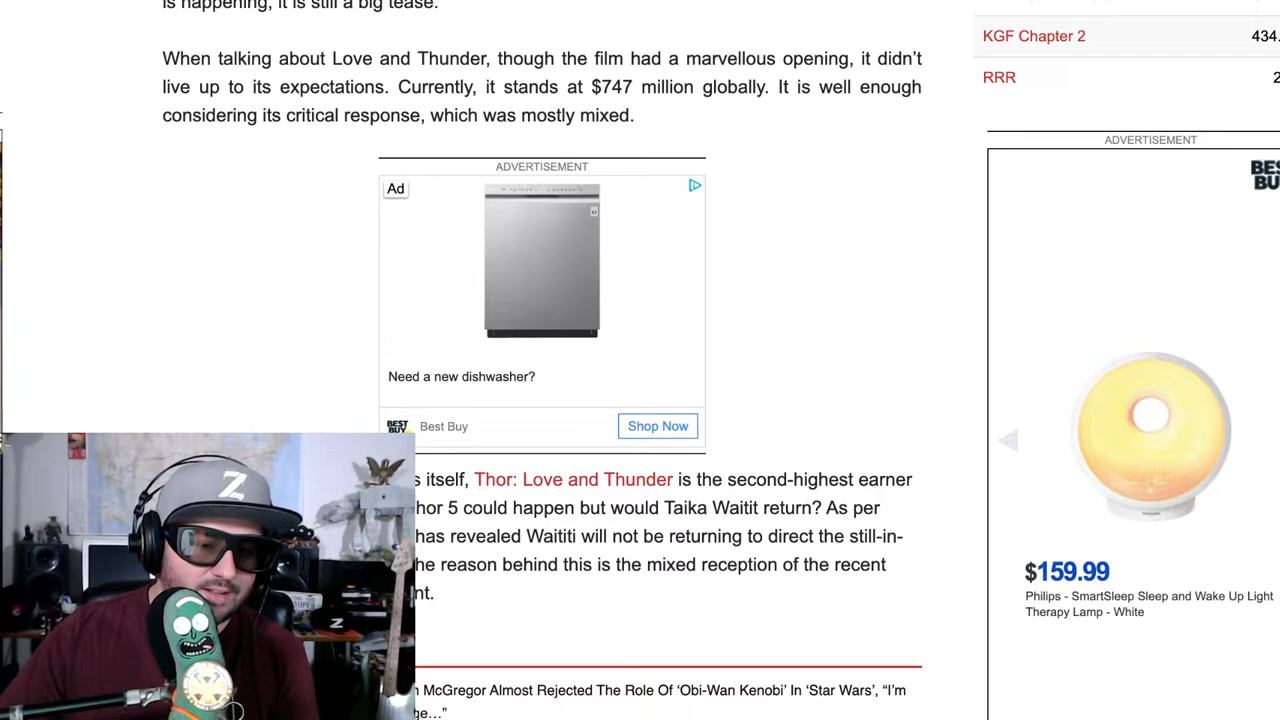 is happening, it is still a big tease.
When talking about Love and Thunder, though the film had a marvellous opening, it didn't
live up to its expectations. Currently, it stands at $747 million globally. It is well enough
considering its critical response, which was mostly mixed.
ADVERTISEMENT
Ad
Need a new dishwasher?
BEST
BUY
Best Buy
Shop Now
s itself, Thor: Love and Thunder is the second-highest earner
hor 5 could happen but would Taika Waitit return? As per
has revealed Waititi will not be returning to direct the still-in-
he reason behind this is the mixed reception of the recent
nt.
n McGregor Almost Rejected The Role Of 'Obi-Wan Kenobi' In 'Star Wars', "I'm
ge…"
KGF Chapter 2
434.
RRR
2
ADVERTISEMENT
BES
BU
$159.99
Philips - SmartSleep Sleep and Wake Up Light
Therapy Lamp - White
Z
Z